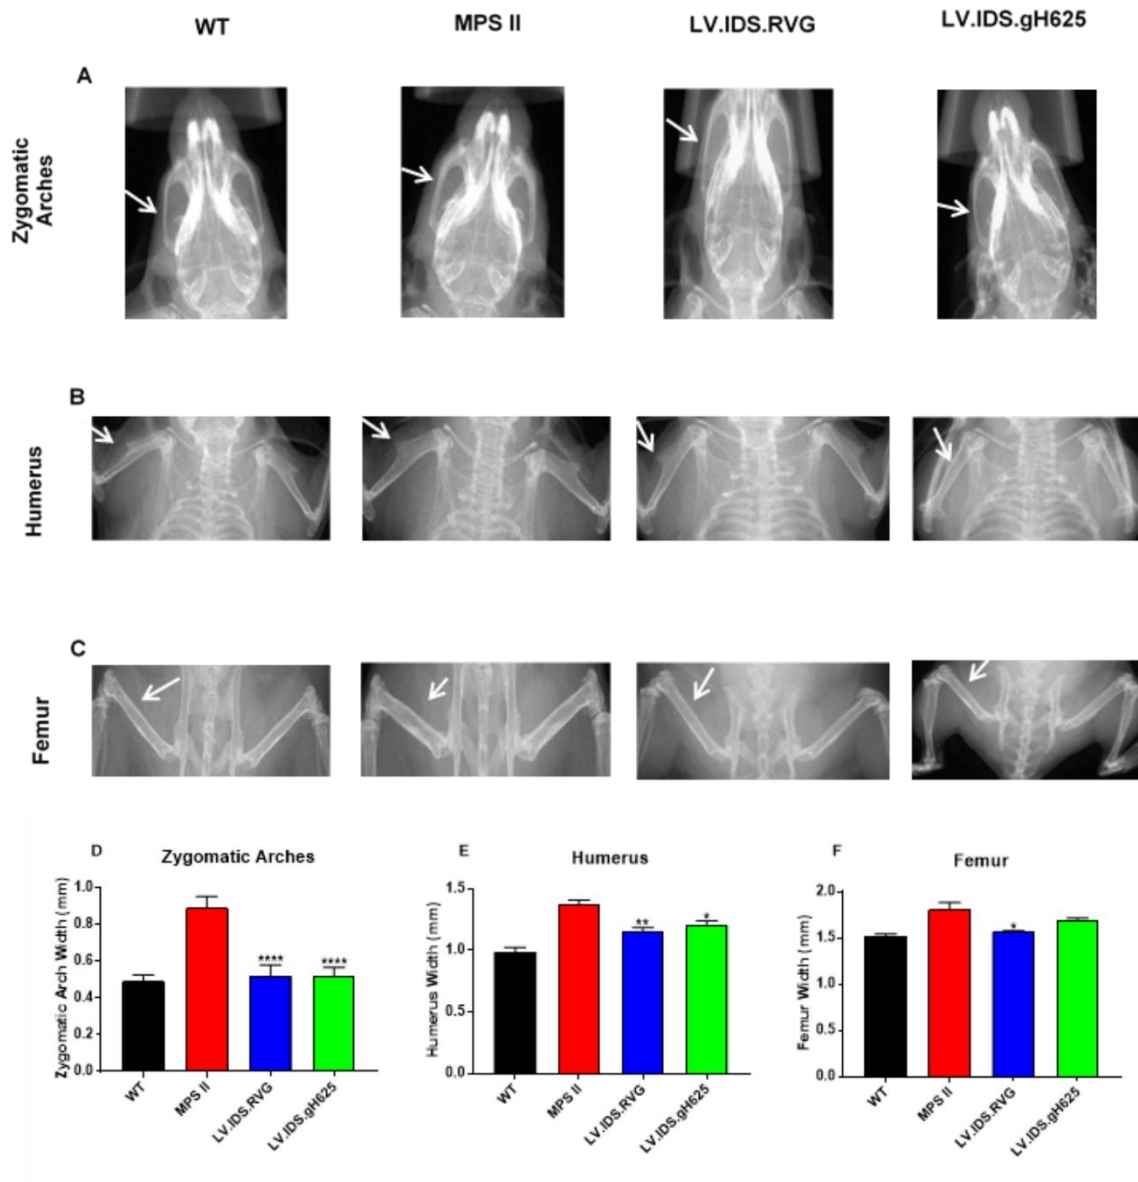 WT MPS II LV.IDS.RVG LV.IDS.gH625
A
Zygomatic
Arches
B
Humerus
C
Femur
D Zygomatic Arches
Zygomatic Arch Width (mm)
1.0
0.8
0.6
0.4
0.2
0.0
**** ****
WT MPS II LV.IDS.RVG LV.IDS.gH625
E Humerus
Humerus Width (mm)
1.5
1.0
0.5
0.0
** *
WT MPS II LV.IDS.RVG LV.IDS.gH625
F Femur
Femur Width (mm)
2.0
1.5
1.0
0.5
0.0
*
WT MPS II LV.IDS.RVG LV.IDS.gH625